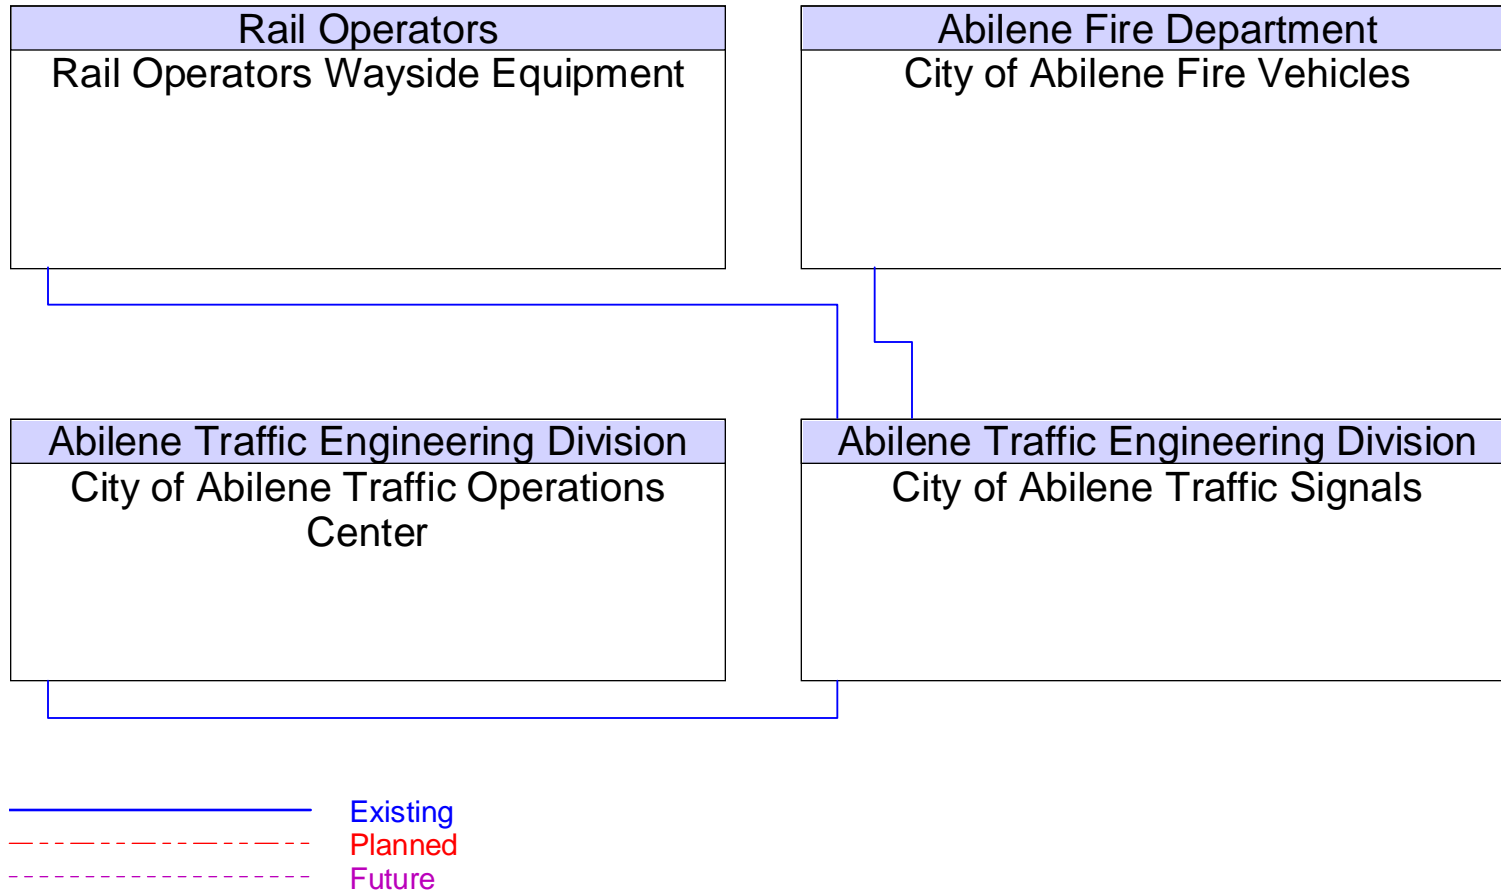 Rail Operators
Rail Operators Wayside Equipment
Abilene Fire Department
City of Abilene Fire Vehicles
Abilene Traffic Engineering Division
City of Abilene Traffic Operations
Center
Abilene Traffic Engineering Division
City of Abilene Traffic Signals
Existing
Planned
Future